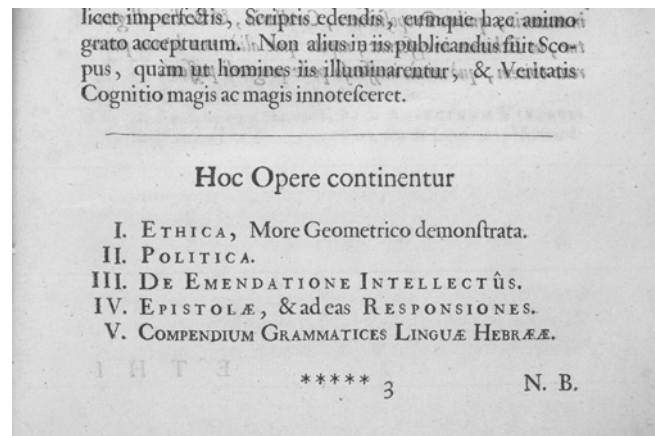 licet imperfectis, Scriptis edendis, eumque hæc animo
grato accepturum. Non alius in iis publicandus fuit Sco-
pus, quàm ut homines iis illuminarentur, & Veritatis
Cognitio magis ac magis innoteſceret.
Hoc Opere continentur
I. ETHICA, More Geometrico demonſtrata.
II. POLITICA.
III. DE EMENDATIONE INTELLECTûS.
IV. EPISTOLÆ, & ad eas RESPONSIONES.
V. COMPENDIUM GRAMMATICES LINGUÆ HEBRÆÆ.
***** 3 N. B.